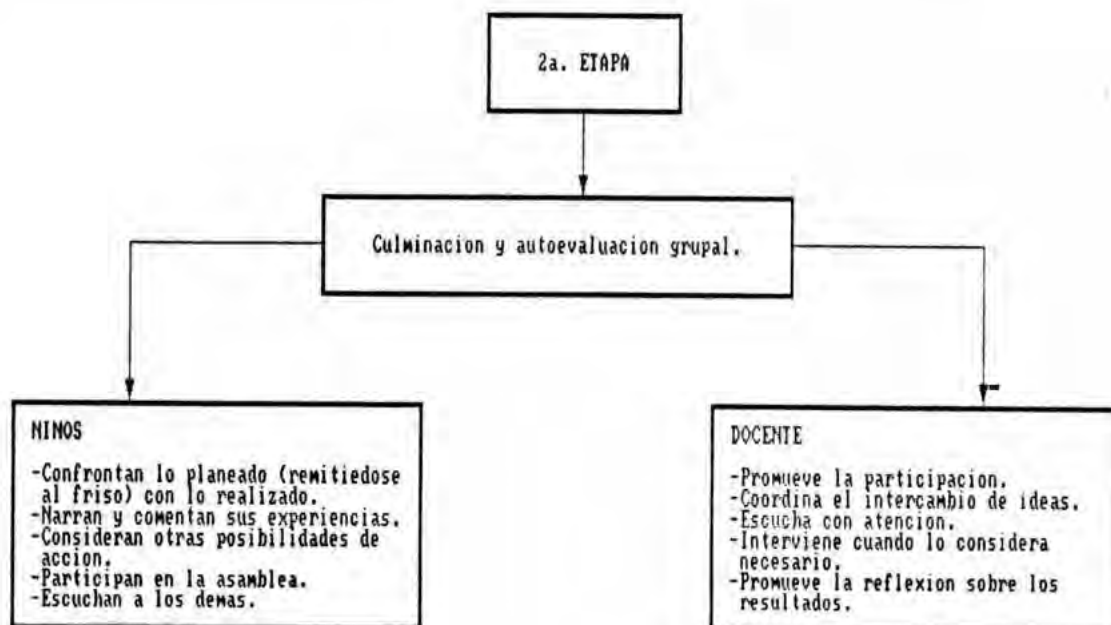 2a. ETAPA
Culminacion y autoevaluacion grupal.
NINOS
-Confrontan lo planeado (remitiedose
al friso) con lo realizado.
-Narran y comentan sus experiencias.
-Consideran otras posibilidades de
accion.
-Participan en la asamblea.
-Escuchan a los demas.
DOCENTE
-Promueve la participacion.
-Coordina el intercambio de ideas.
-Escucha con atencion.
-Interviene cuando lo considera
necesario.
-Promueve la reflexion sobre los
resultados.